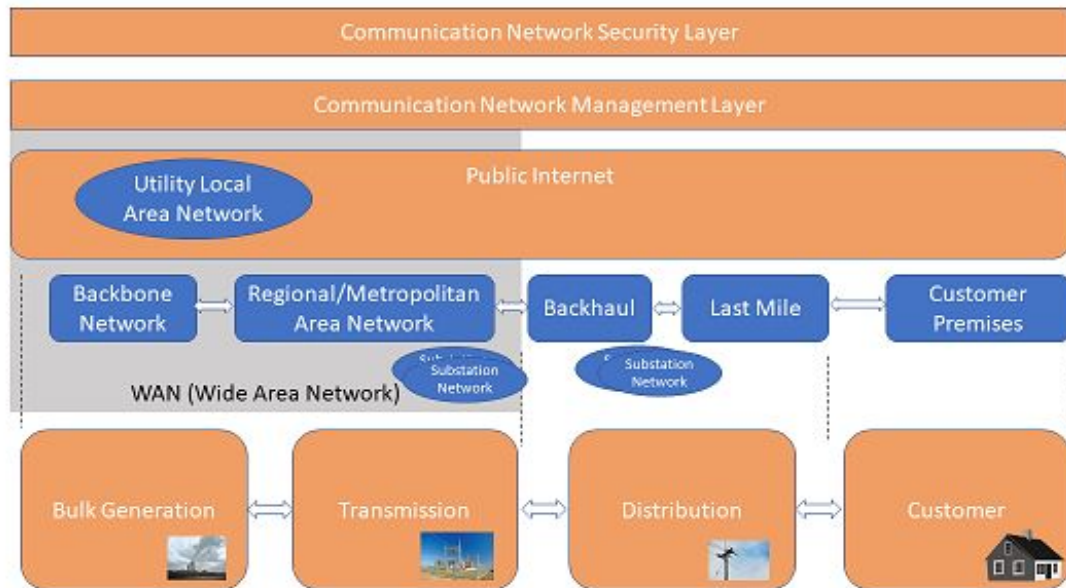 Communication Network Security Layer
Communication Network Management Layer
Utility Local
Area Network
Public Internet
Backbone
Network
Regional/Metropolitan
Area Network
Backhaul
Last Mile
Customer
Premises
Substation
Network
Substation
Network
WAN (Wide Area Network)
Bulk Generation
Transmission
Distribution
Customer